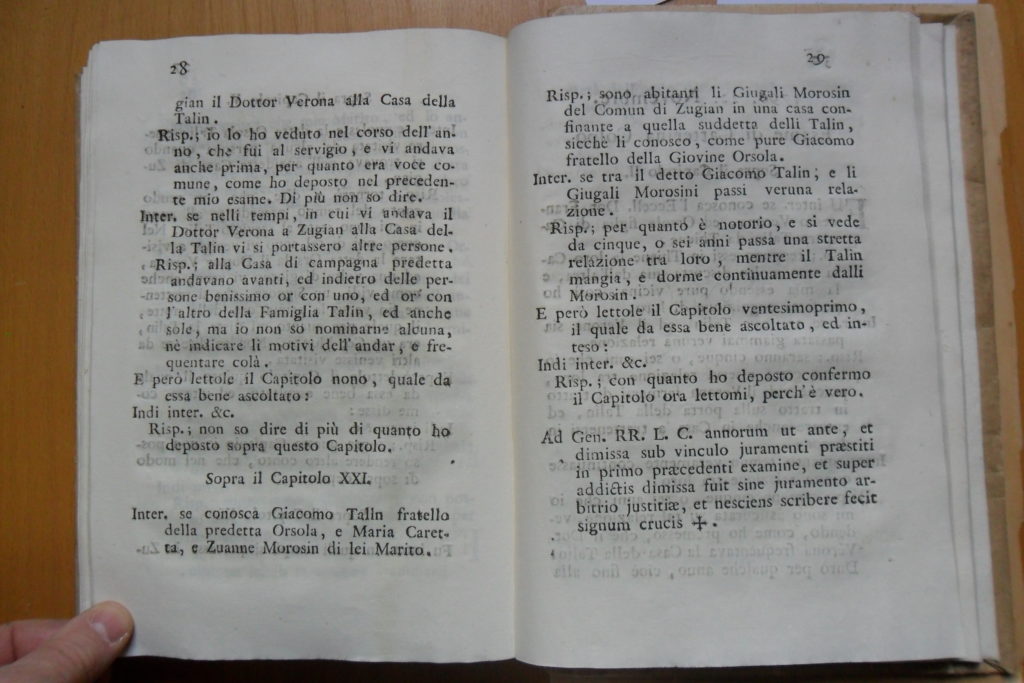 28
gian il Dottor Verona alla Casa della
Talin.
Risp.; io lo ho veduto nel corso dell'an-
no, che fui al servigio, e vi andava
anche prima, per quanto era voce co-
mune, come ho deposto nel preceden-
te mio esame. Di più non so dire.
Inter. se nelli tempi, in cui vi andava il
Dottor Verona a Zugian alla Casa del-
la Talin vi si portassero altre persone.
Risp.; alla Casa di campagna predetta
andavano avanti, ed indietro delle per-
sone benissimo or con uno, ed or con
l'altro della Famiglia Talin, ed anche
sole, ma io non so nominarne alcuna,
nè indicare li motivi dell'andar, e fre-
quentare colà.
E però lettole il Capitolo nono, quale da
essa bene ascoltato:
Indi inter. &c.
Risp.; non so dire di più di quanto ho
deposto sopra questo Capitolo.
Sopra il Capitolo XXI.
Inter. se conosca Giacomo Talin fratello
della predetta Orsola, e Maria Caret-
ta, e Zuanne Morosin di lei Marito.
29
Risp.; sono abitanti li Giugali Morosin
del Comun di Zugian in una casa con-
finante a quella suddetta delli Talin,
sicchè li conosco, come pure Giacomo
fratello della Giovine Orsola.
Inter. se tra il detto Giacomo Talin; e li
Giugali Morosini passi veruna rela-
zione.
Risp.; per quanto è notorio, e si vede
da cinque, o sei anni passa una stretta
relazione tra loro, mentre il Talin
mangia, e dorme continuamente dalli
Morosin.
E però lettole il Capitolo ventesimoprimo,
il quale da essa bene ascoltato, ed in-
teso:
Indi inter. &c.
Risp.; con quanto ho deposto confermo
il Capitolo ora lettomi, perch'è vero.
Ad Gen. RR. L. C. annorum ut ante, et
dimissa sub vinculo juramenti præstiti
in primo præcedenti examine, et super
addictis dimissa fuit sine juramento ar-
bitrio justitiæ, et nesciens scribere fecit
signum crucis ✠.